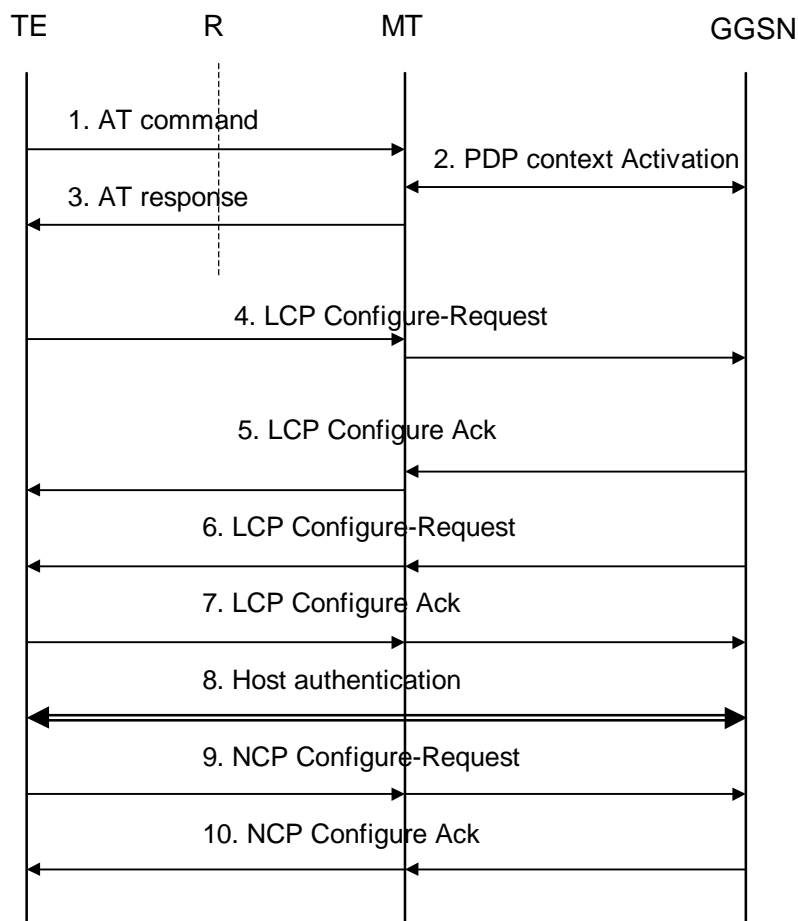 TE R MT GGSN
1. AT command
2. PDP context Activation
3. AT response
4. LCP Configure-Request
5. LCP Configure Ack
6. LCP Configure-Request
7. LCP Configure Ack
8. Host authentication
9. NCP Configure-Request
10. NCP Configure Ack